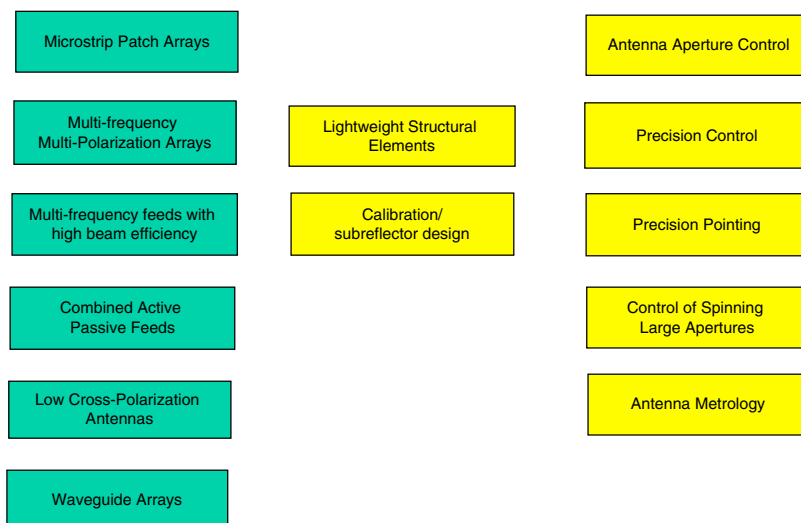 Microstrip Patch Arrays
Multi-frequency
Multi-Polarization Arrays
Multi-frequency feeds with
high beam efficiency
Combined Active
Passive Feeds
Low Cross-Polarization
Antennas
Waveguide Arrays
Lightweight Structural
Elements
Calibration/
subreflector design
Antenna Aperture Control
Precision Control
Precision Pointing
Control of Spinning
Large Apertures
Antenna Metrology